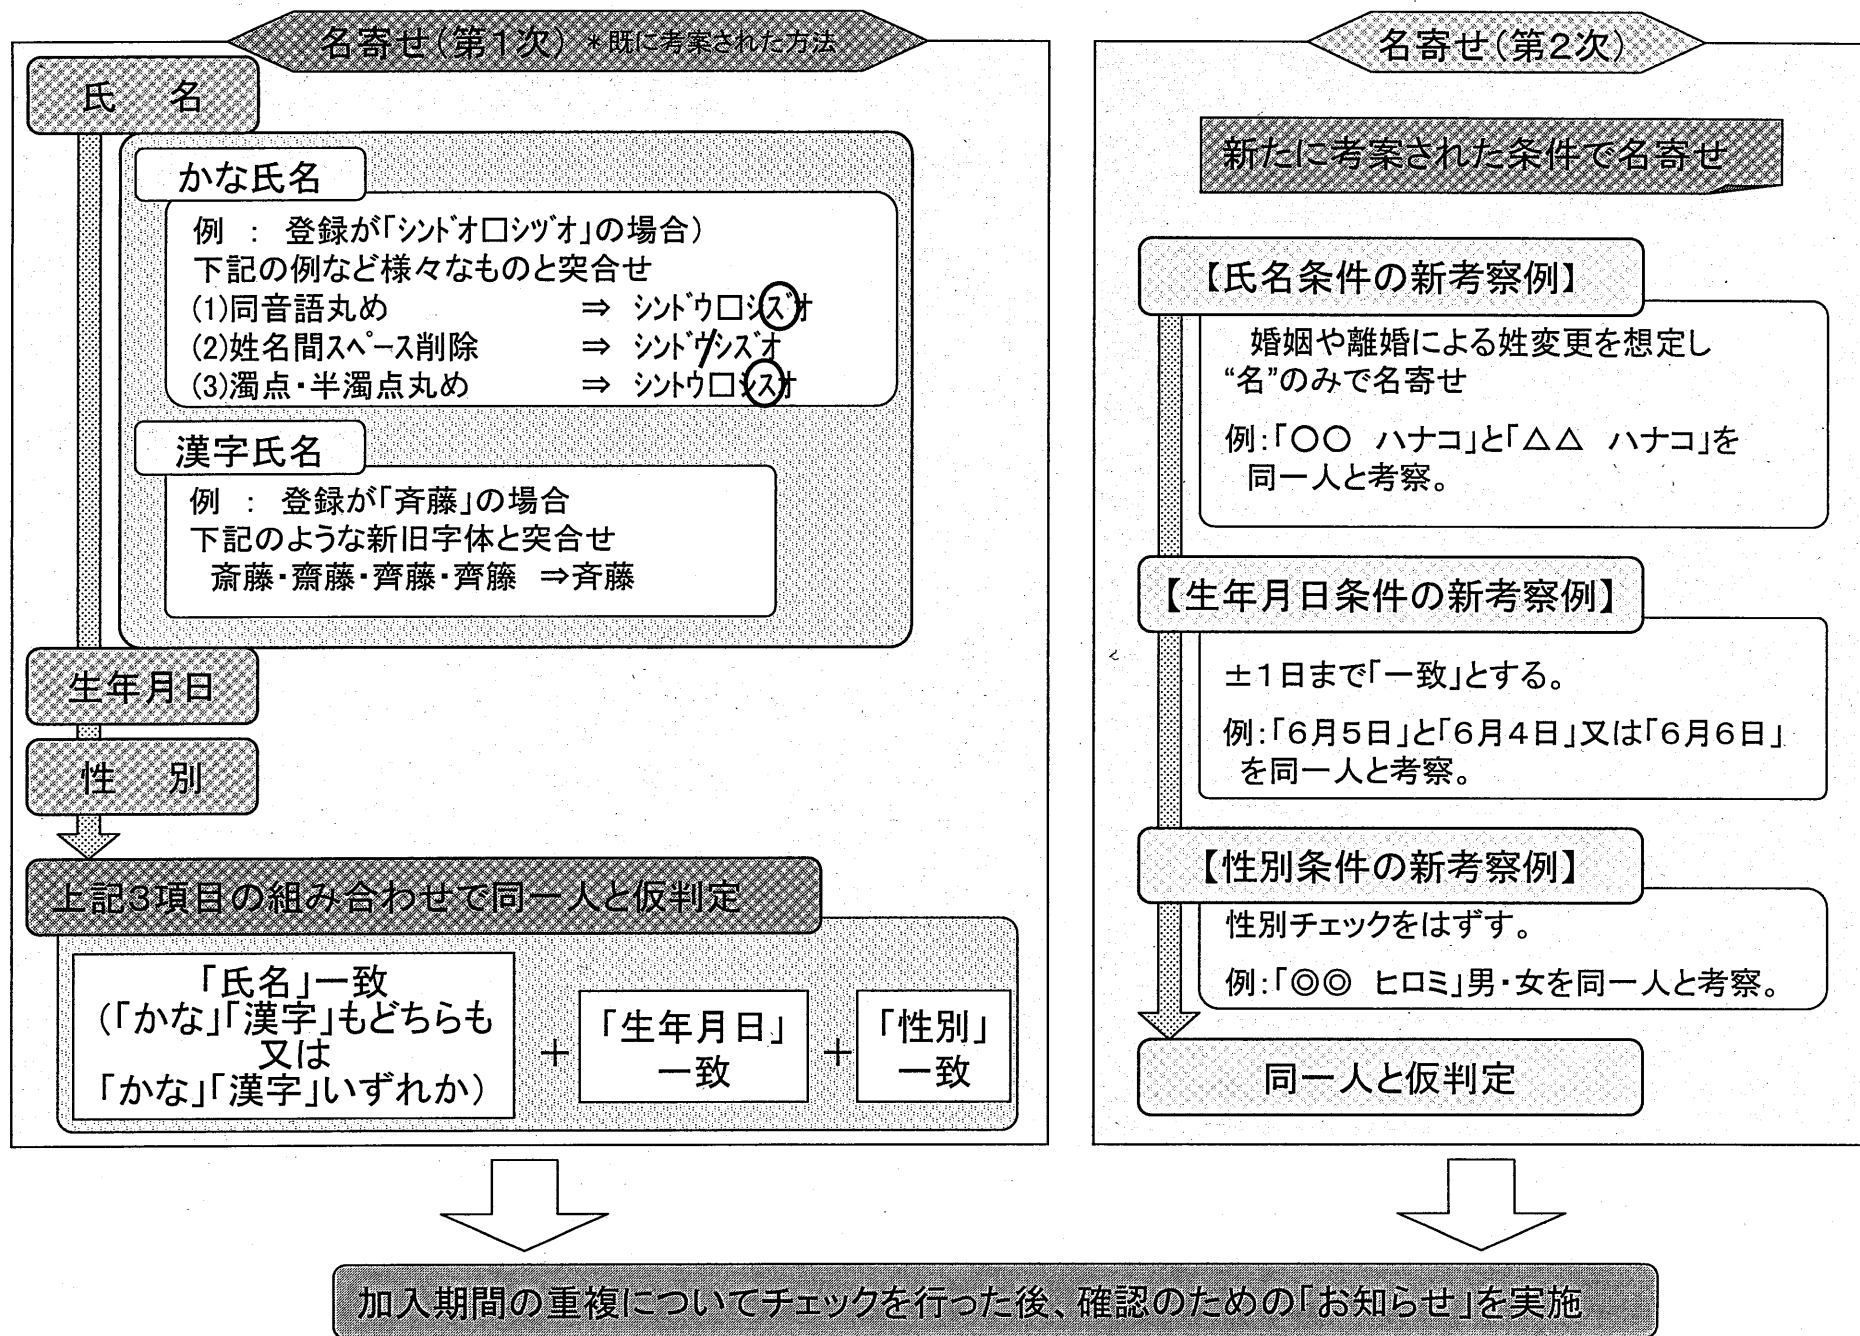 名寄せ(第1次) *既に考案された方法
氏　名
かな氏名
例 ： 登録が「ｼﾝﾄﾞｵ□ｼﾂﾞｵ」の場合)
下記の例など様々なものと突合せ
(1)同音語丸め ⇒ ｼﾝﾄﾞｳ□ｼｽﾞｵ
(2)姓名間ｽﾍﾟｰｽ削除 ⇒ ｼﾝﾄﾞｳ/ｼｽﾞｵ
(3)濁点・半濁点丸め ⇒ ｼﾝﾄｳ□ｼｽｵ
漢字氏名
例 ： 登録が「斉藤」の場合
下記のような新旧字体と突合せ
斎藤・齋藤・齊藤・齊籐 ⇒斉藤
生年月日
性　別
上記3項目の組み合わせで同一人と仮判定
「氏名」一致
(「かな」「漢字」もどちらも
又は
「かな」「漢字」いずれか)
＋
「生年月日」
一致
＋
「性別」
一致
名寄せ(第2次)
新たに考案された条件で名寄せ
【氏名条件の新考察例】
婚姻や離婚による姓変更を想定し
“名”のみで名寄せ
例:「〇〇 ハナコ」と「△△ ハナコ」を
同一人と考察。
【生年月日条件の新考察例】
±1日まで「一致」とする。
例:「6月5日」と「6月4日」又は「6月6日」
を同一人と考察。
【性別条件の新考察例】
性別チェックをはずす。
例:「◎◎ ヒロミ」男・女を同一人と考察。
同一人と仮判定
加入期間の重複についてチェックを行った後、確認のための「お知らせ」を実施